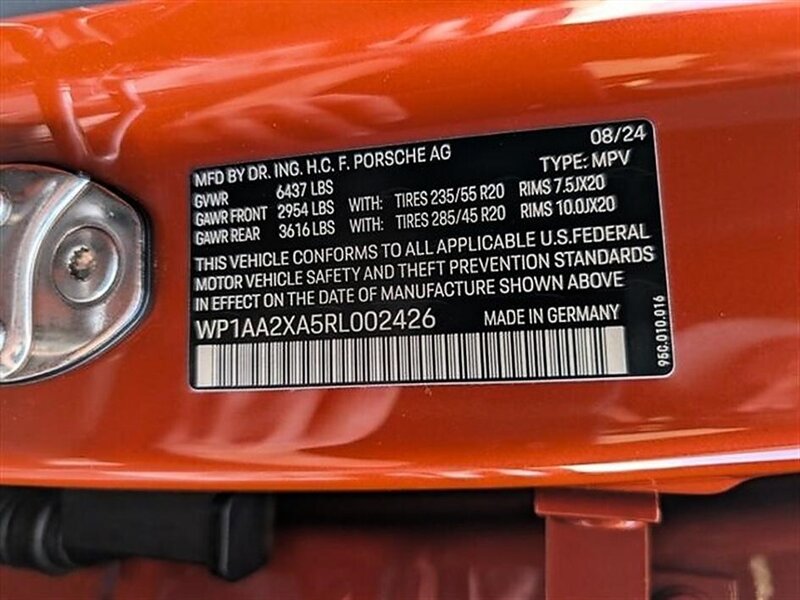 08/24
MFD BY DR. ING. H.C. F. PORSCHE AG TYPE: MPV
GVWR 6437 LBS
GAWR FRONT 2954 LBS WITH: TIRES 235/55 R20 RIMS 7.5JX20
GAWR REAR 3616 LBS WITH: TIRES 285/45 R20 RIMS 10.0JX20
THIS VEHICLE CONFORMS TO ALL APPLICABLE U.S.FEDERAL
MOTOR VEHICLE SAFETY AND THEFT PREVENTION STANDARDS
IN EFFECT ON THE DATE OF MANUFACTURE SHOWN ABOVE
WP1AA2XA5RL002426 MADE IN GERMANY
95C.010.016